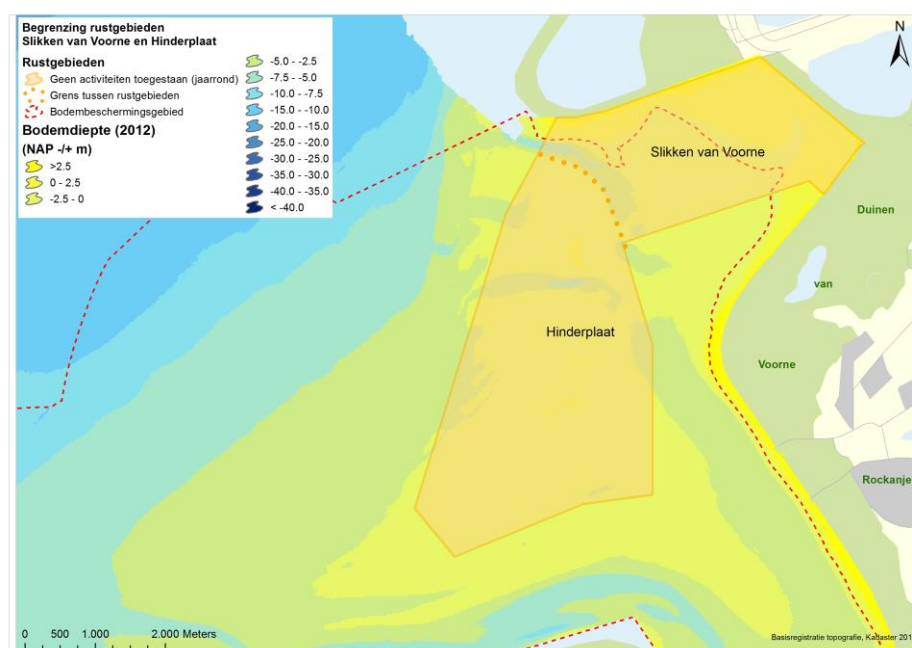 Begrenzing rustgebieden
Slikken van Voorne en Hinderplaat
Rustgebieden
Geen activiteiten toegestaan (jaarrond)
Grens tussen rustgebieden
Bodembeschermingsgebied
Bodemdiepte (2012)
(NAP -/+ m)
>2.5
0 - 2.5
-2.5 - 0
-5.0 - -2.5
-7.5 - -5.0
-10.0 - -7.5
-15.0 - -10.0
-20.0 - -15.0
-25.0 - -20.0
-30.0 - -25.0
-35.0 - -30.0
-40.0 - -35.0
< -40.0
N
Slikken van Voorne
Duinen
van
Hinderplaat
Voorne
Rockanje
0 500 1.000 2.000 Meters
Basisregistratie topografie, Kadaster 201